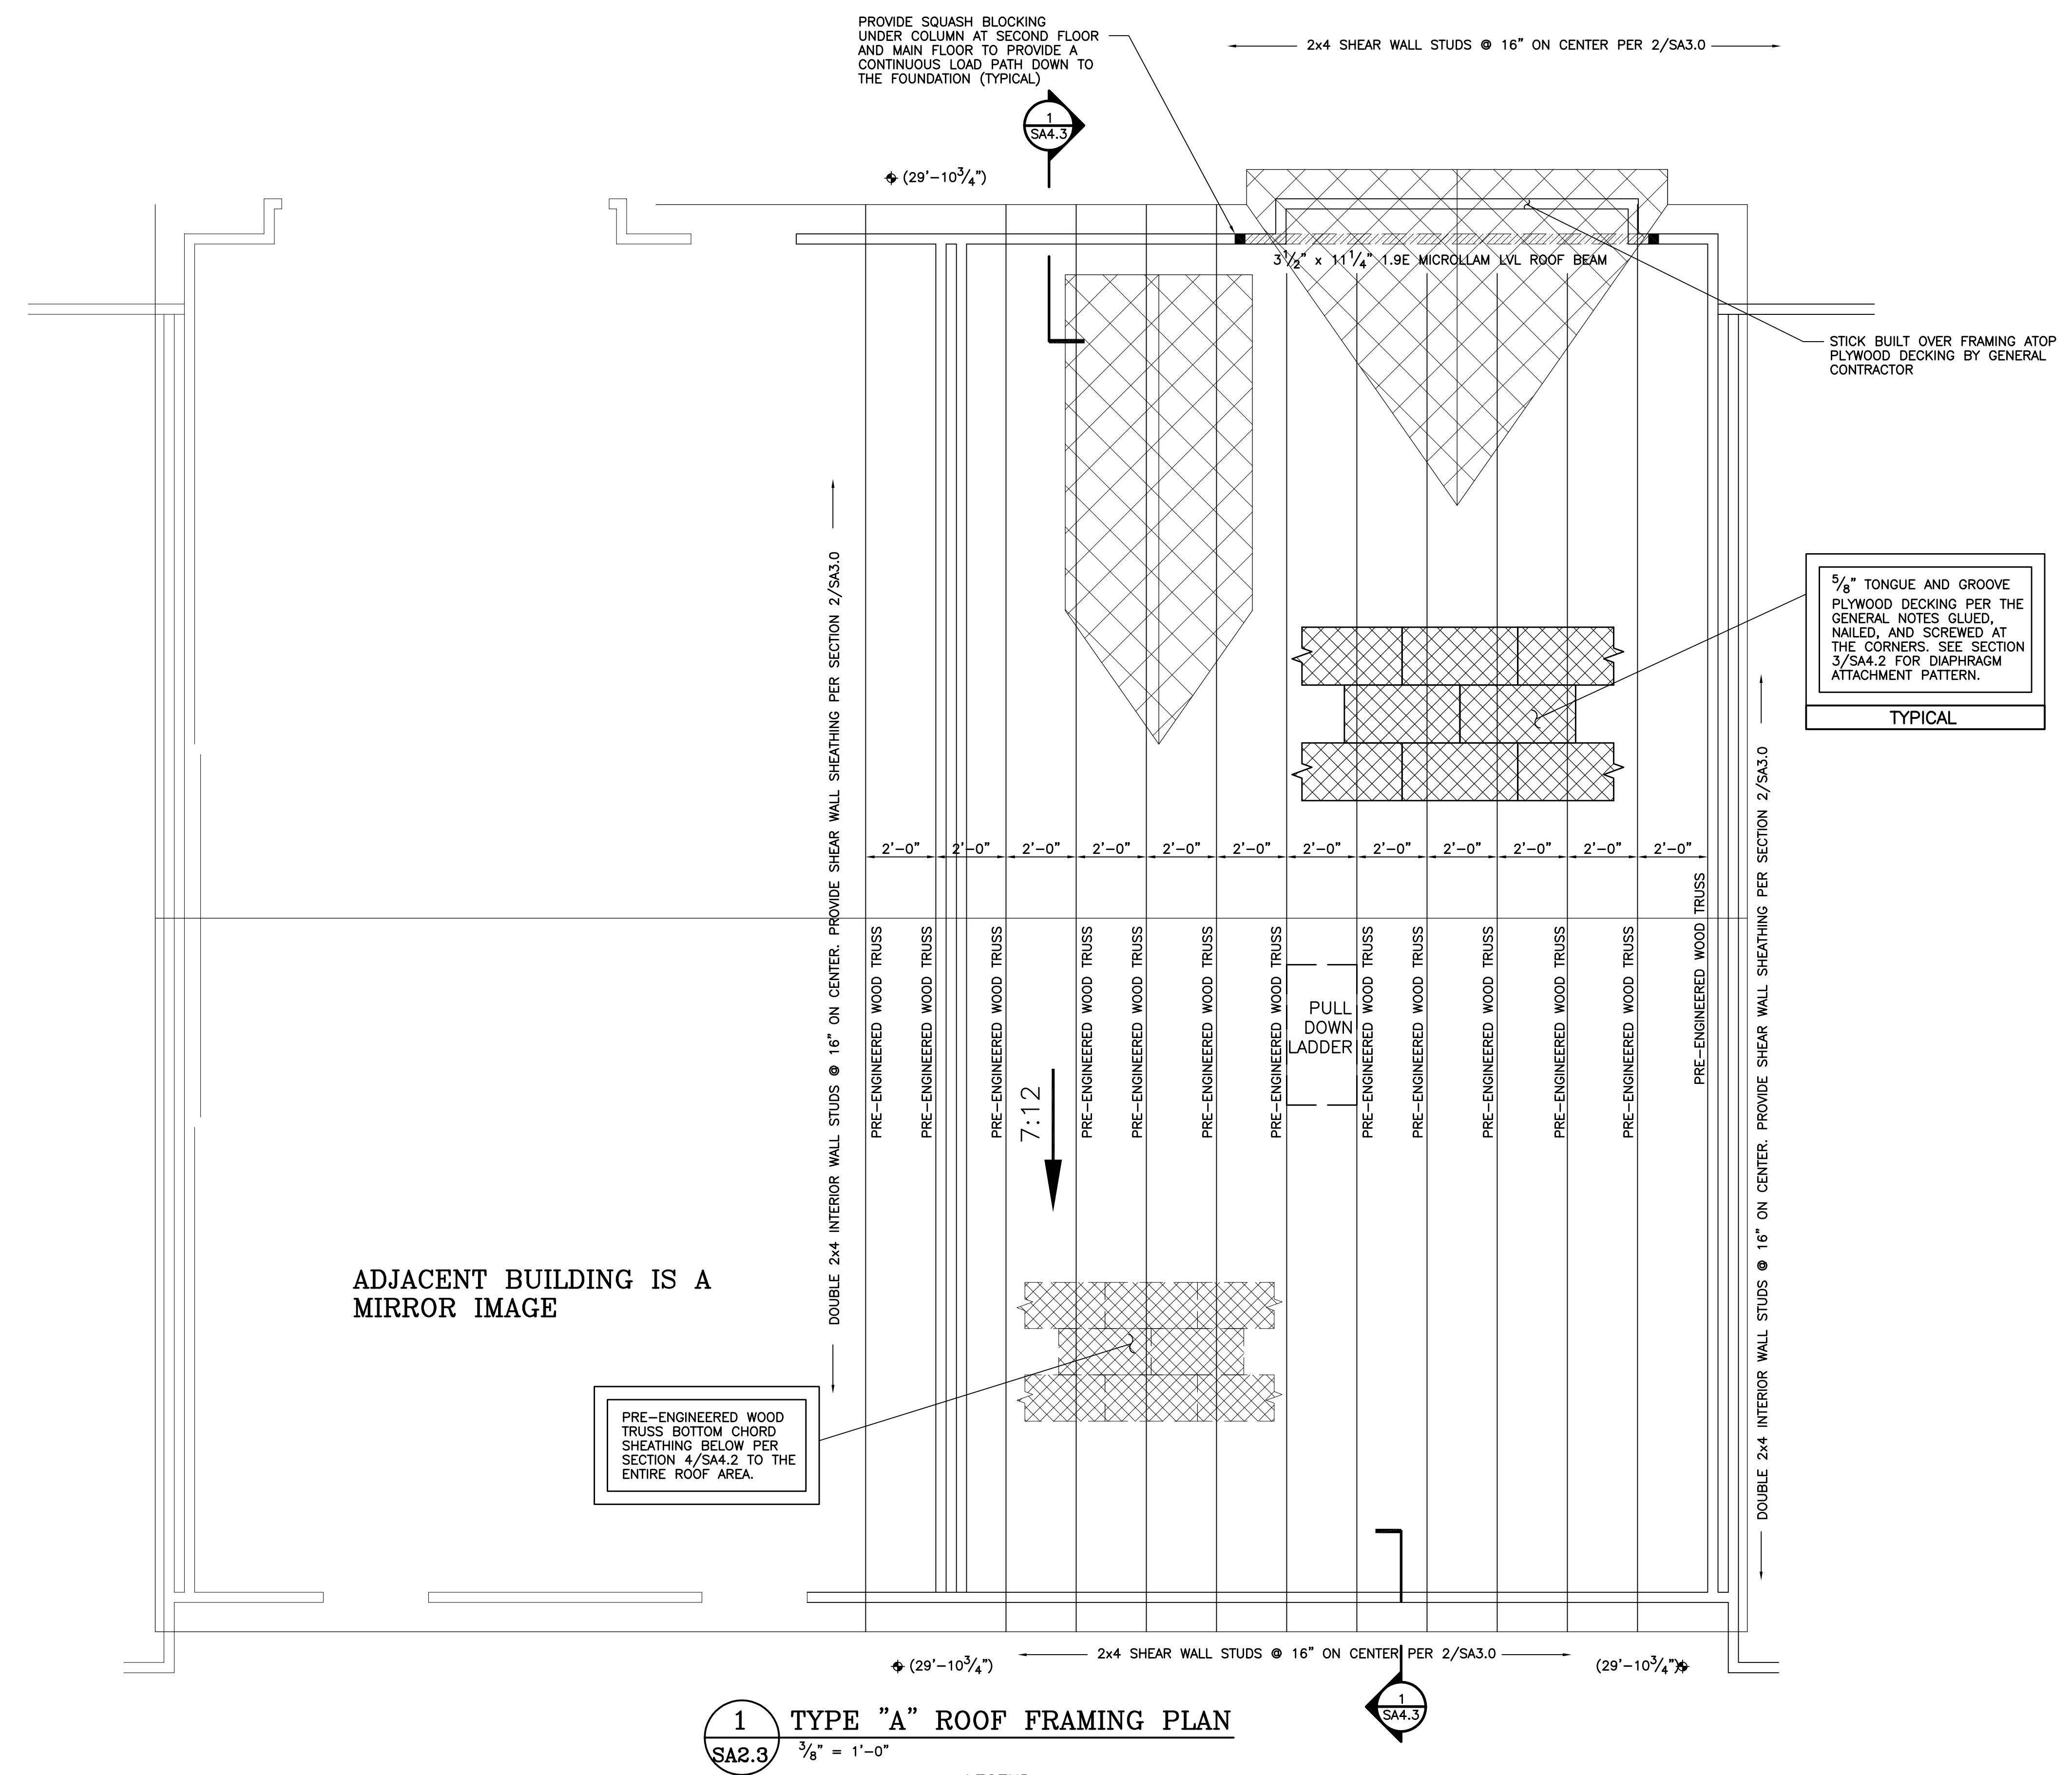 PROVIDE SQUASH BLOCKING
UNDER COLUMN AT SECOND FLOOR
AND MAIN FLOOR TO PROVIDE A
CONTINUOUS LOAD PATH DOWN TO
THE FOUNDATION (TYPICAL)
2x4 SHEAR WALL STUDS @ 16" ON CENTER PER 2/SA3.0
1
SA4.3
(29'-10 3/4")
3 1/2" x 11 1/4" 1.9E MICROLLAM LVL ROOF BEAM
STICK BUILT OVER FRAMING ATOP
PLYWOOD DECKING BY GENERAL
CONTRACTOR
5/8" TONGUE AND GROOVE
PLYWOOD DECKING PER THE
GENERAL NOTES GLUED,
NAILED, AND SCREWED AT
THE CORNERS. SEE SECTION
3/SA4.2 FOR DIAPHRAGM
ATTACHMENT PATTERN.
TYPICAL
DOUBLE 2x4 INTERIOR WALL STUDS @ 16" ON CENTER. PROVIDE SHEAR WALL SHEATHING PER SECTION 2/SA3.0
2'-0" 2'-0" 2'-0" 2'-0" 2'-0" 2'-0" 2'-0" 2'-0" 2'-0" 2'-0" 2'-0" 2'-0"
PRE-ENGINEERED WOOD TRUSS
PRE-ENGINEERED WOOD TRUSS
PRE-ENGINEERED WOOD TRUSS
PRE-ENGINEERED WOOD TRUSS
PRE-ENGINEERED WOOD TRUSS
PRE-ENGINEERED WOOD TRUSS
PRE-ENGINEERED WOOD TRUSS
PRE-ENGINEERED WOOD TRUSS
PRE-ENGINEERED WOOD TRUSS
PRE-ENGINEERED WOOD TRUSS
PRE-ENGINEERED WOOD TRUSS
PRE-ENGINEERED WOOD TRUSS
PRE-ENGINEERED WOOD TRUSS
DOUBLE 2x4 INTERIOR WALL STUDS @ 16" ON CENTER. PROVIDE SHEAR WALL SHEATHING PER SECTION 2/SA3.0
PULL
DOWN
LADDER
7:12
ADJACENT BUILDING IS A
MIRROR IMAGE
PRE-ENGINEERED WOOD
TRUSS BOTTOM CHORD
SHEATHING BELOW PER
SECTION 4/SA4.2 TO THE
ENTIRE ROOF AREA.
(29'-10 3/4")
2x4 SHEAR WALL STUDS @ 16" ON CENTER PER 2/SA3.0
(29'-10 3/4")
1
SA4.3
1
SA2.3
TYPE "A" ROOF FRAMING PLAN
3/8" = 1'-0"